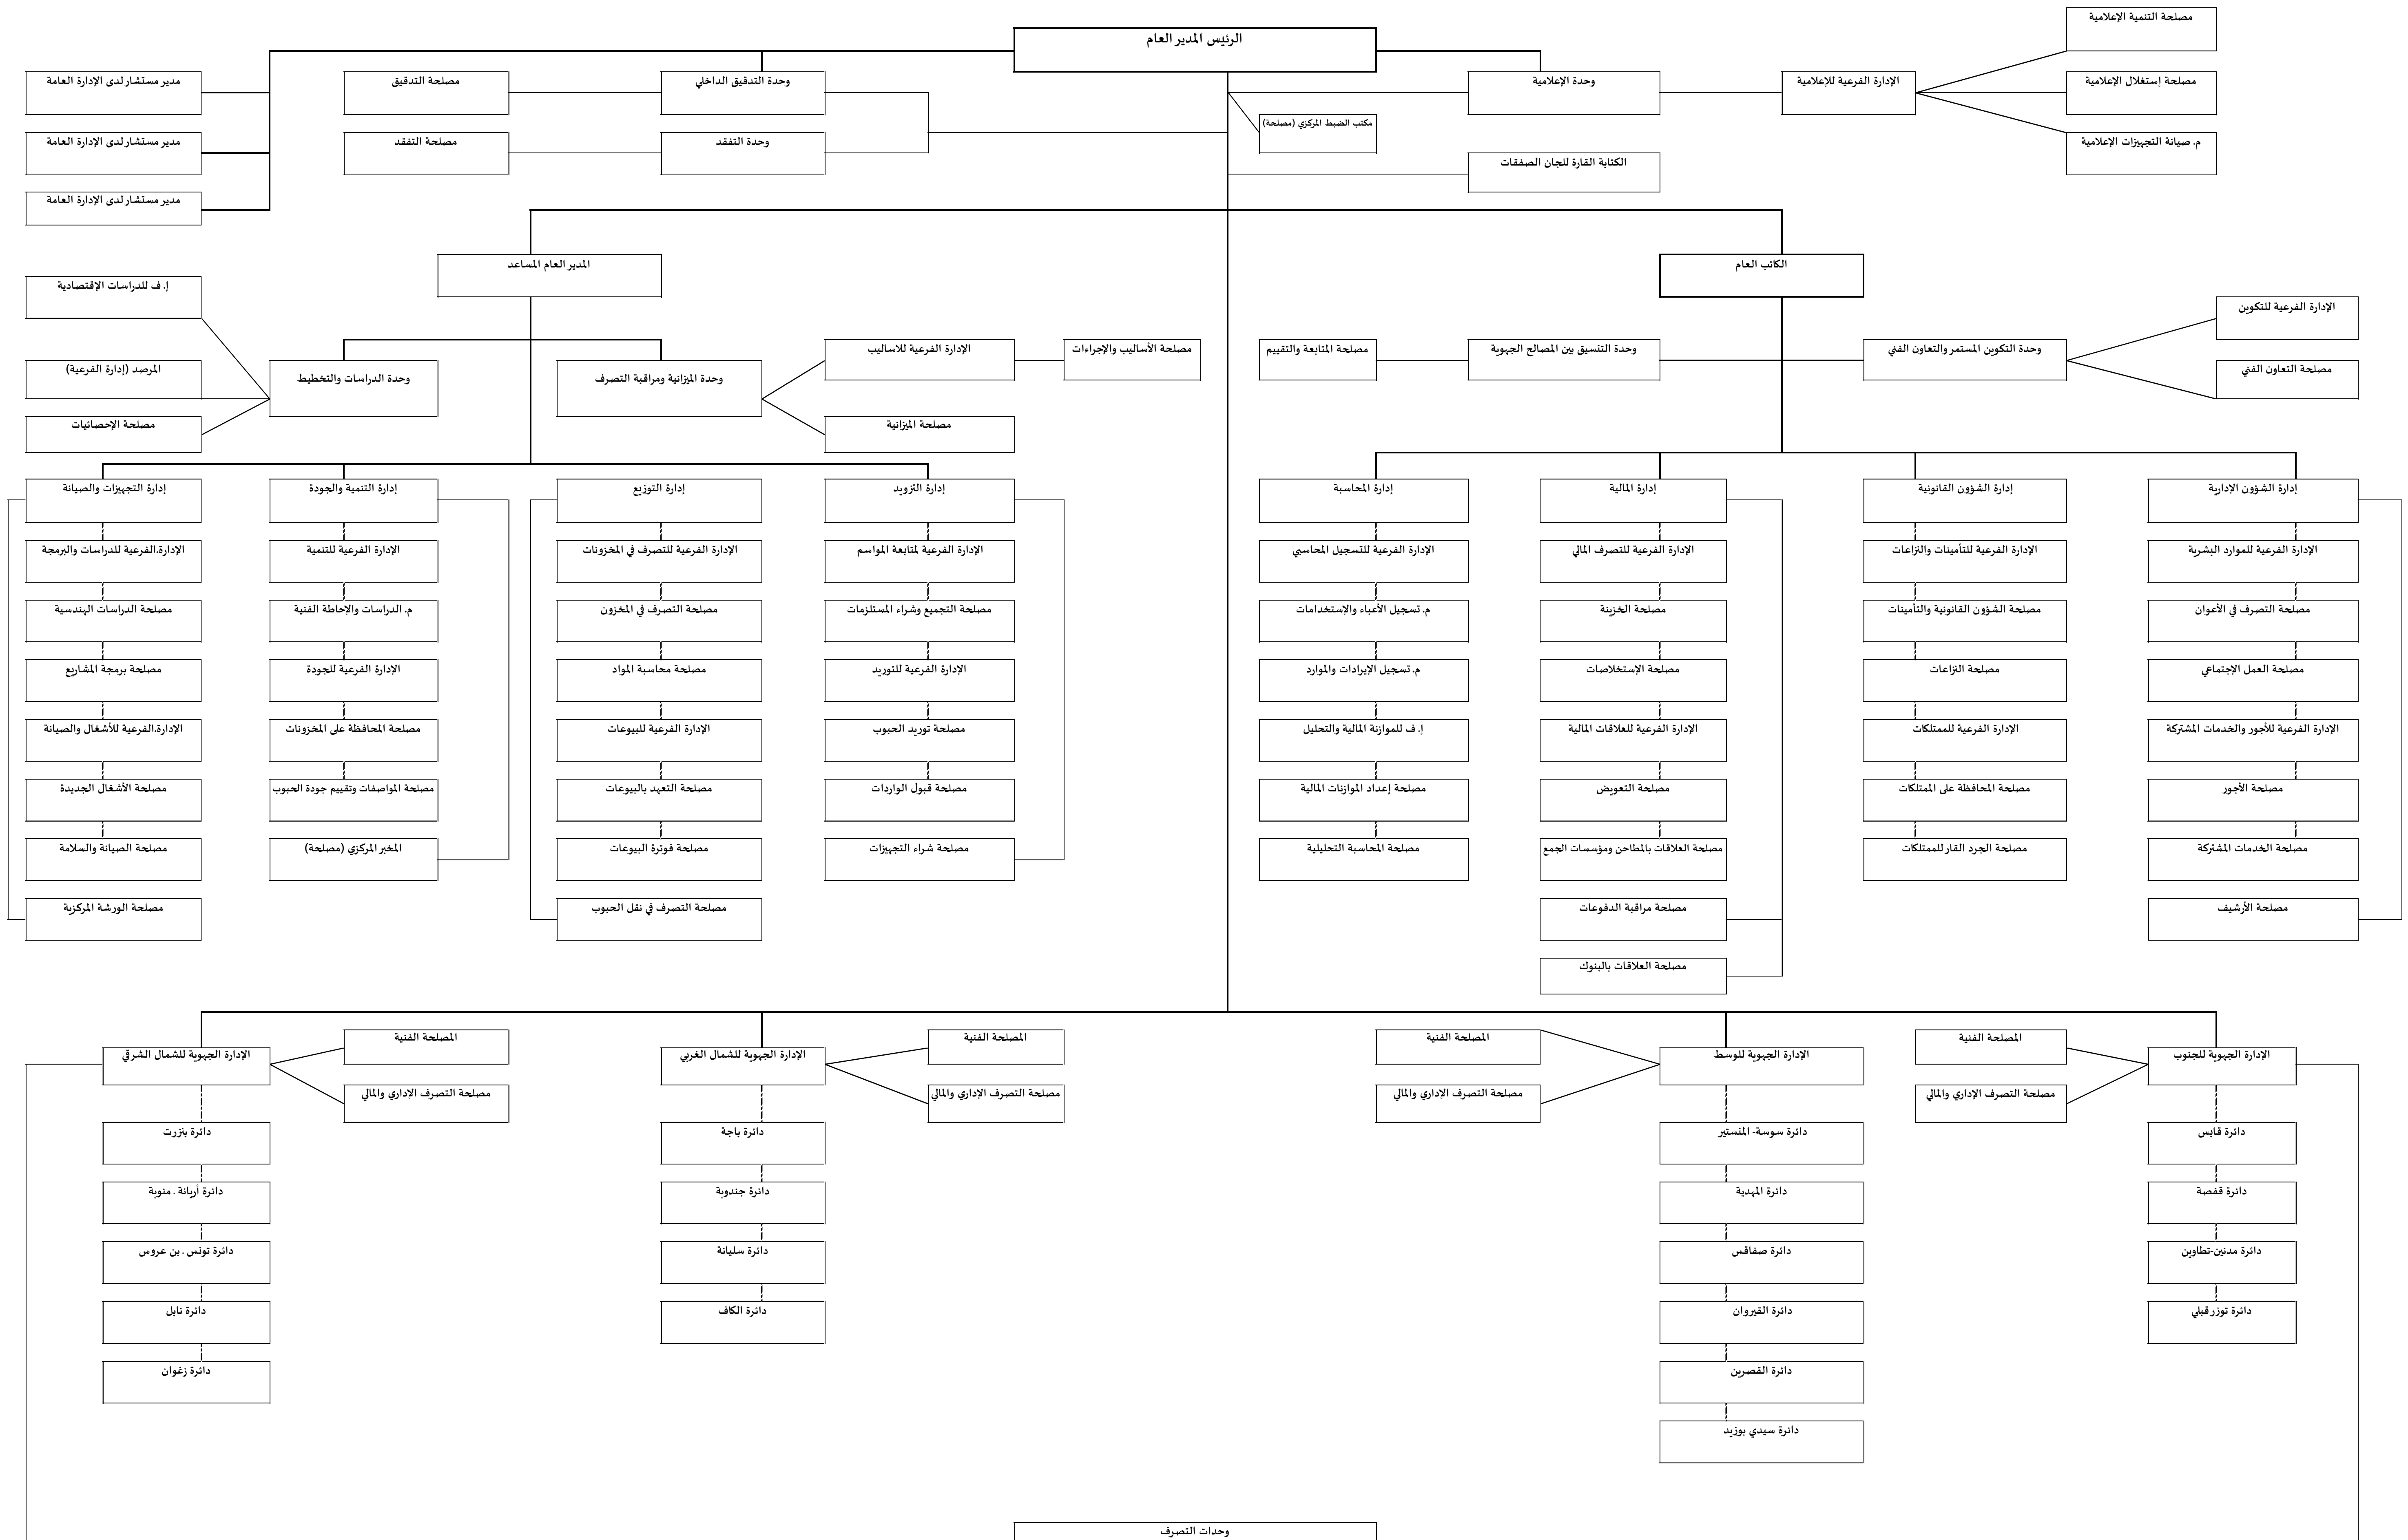 مصلحة التنمية الإعلامية
الرئيس المدير العام
مدير مستشار لدى الإدارة العامة
مصلحة التدقيق
وحدة التدقيق الداخلي
وحدة الإعلامية
الإدارة الفرعية للإعلامية
مصلحة إستغلال الإعلامية
مكتب الضبط المركزي (مصلحة)
مدير مستشار لدى الإدارة العامة
مصلحة التفقد
وحدة التفقد
م. صيانة التجهيزات الإعلامية
الكتابة القارة للجان الصفقات
مدير مستشار لدى الإدارة العامة
المدير العام المساعد
الكاتب العام
إ. ف للدراسات الإقتصادية
الإدارة الفرعية للتكوين
الإدارة الفرعية للاساليب
مصلحة الأساليب والإجراءات
مصلحة المتابعة والتقييم
وحدة التنسيق بين المصالح الجهوية
وحدة التكوين المستمر والتعاون الفني
المرصد (إدارة الفرعية)
وحدة الدراسات والتخطيط
وحدة الميزانية ومراقبة التصرف
مصلحة التعاون الفني
مصلحة الإحصائيات
مصلحة الميزانية
إدارة التجهيزات والصيانة
إدارة التنمية والجودة
إدارة التوزيع
إدارة التزويد
إدارة المحاسبة
إدارة المالية
إدارة الشؤون القانونية
إدارة الشؤون الإدارية
الإدارة.الفرعية للدراسات والبرمجة
الإدارة الفرعية للتنمية
الإدارة الفرعية للتصرف في المخزونات
الإدارة الفرعية لمتابعة المواسم
الإدارة الفرعية للتسجيل المحاسبي
الإدارة الفرعية للتصرف المالي
الإدارة الفرعية للتأمينات والنزاعات
الإدارة الفرعية للموارد البشرية
مصلحة الدراسات الهندسية
م. الدراسات والإحاطة الفنية
مصلحة التصرف في المخزون
مصلحة التجميع وشراء المستلزمات
م. تسجيل الأعباء والإستخدامات
مصلحة الخزينة
مصلحة الشؤون القانونية والتأمينات
مصلحة التصرف في الأعوان
مصلحة برمجة المشاريع
الإدارة الفرعية للجودة
مصلحة محاسبة المواد
الإدارة الفرعية للتوريد
م. تسجيل الإيرادات والموارد
مصلحة الإستخلاصات
مصلحة النزاعات
مصلحة العمل الإجتماعي
الإدارة.الفرعية للأشغال والصيانة
مصلحة المحافظة على المخزونات
الإدارة الفرعية للبيوعات
مصلحة توريد الحبوب
إ. ف للموازنة المالية والتحليل
الإدارة الفرعية للعلاقات المالية
الإدارة الفرعية للممتلكات
الإدارة الفرعية للأجور والخدمات المشتركة
مصلحة الأشغال الجديدة
مصلحة المواصفات وتقييم جودة الحبوب
مصلحة التعهد بالبيوعات
مصلحة قبول الواردات
مصلحة إعداد الموازنات المالية
مصلحة التعويض
مصلحة المحافظة على الممتلكات
مصلحة الأجور
مصلحة الصيانة والسلامة
المخبر المركزي (مصلحة)
مصلحة فوترة البيوعات
مصلحة شراء التجهيزات
مصلحة المحاسبة التحليلية
مصلحة العلاقات بالمطاحن ومؤسسات الجمع
مصلحة الجرد القار للممتلكات
مصلحة الخدمات المشتركة
مصلحة الورشة المركزية
مصلحة التصرف في نقل الحبوب
مصلحة مراقبة الدفوعات
مصلحة الأرشيف
مصلحة العلاقات بالبنوك
المصلحة الفنية
المصلحة الفنية
المصلحة الفنية
المصلحة الفنية
الإدارة الجهوية للشمال الشرقي
الإدارة الجهوية للشمال الغربي
الإدارة الجهوية للوسط
الإدارة الجهوية للجنوب
مصلحة التصرف الإداري والمالي
مصلحة التصرف الإداري والمالي
مصلحة التصرف الإداري والمالي
مصلحة التصرف الإداري والمالي
دائرة بنزرت
دائرة باجة
دائرة سوسة- المنستير
دائرة قابس
دائرة أريانة . منوبة
دائرة جندوبة
دائرة المهدية
دائرة قفصة
دائرة تونس . بن عروس
دائرة سليانة
دائرة صفاقس
دائرة مدنين-تطاوين
دائرة نابل
دائرة الكاف
دائرة القيروان
دائرة توزر قبلي
دائرة زغوان
دائرة القصرين
دائرة سيدي بوزيد
وحدات التصرف